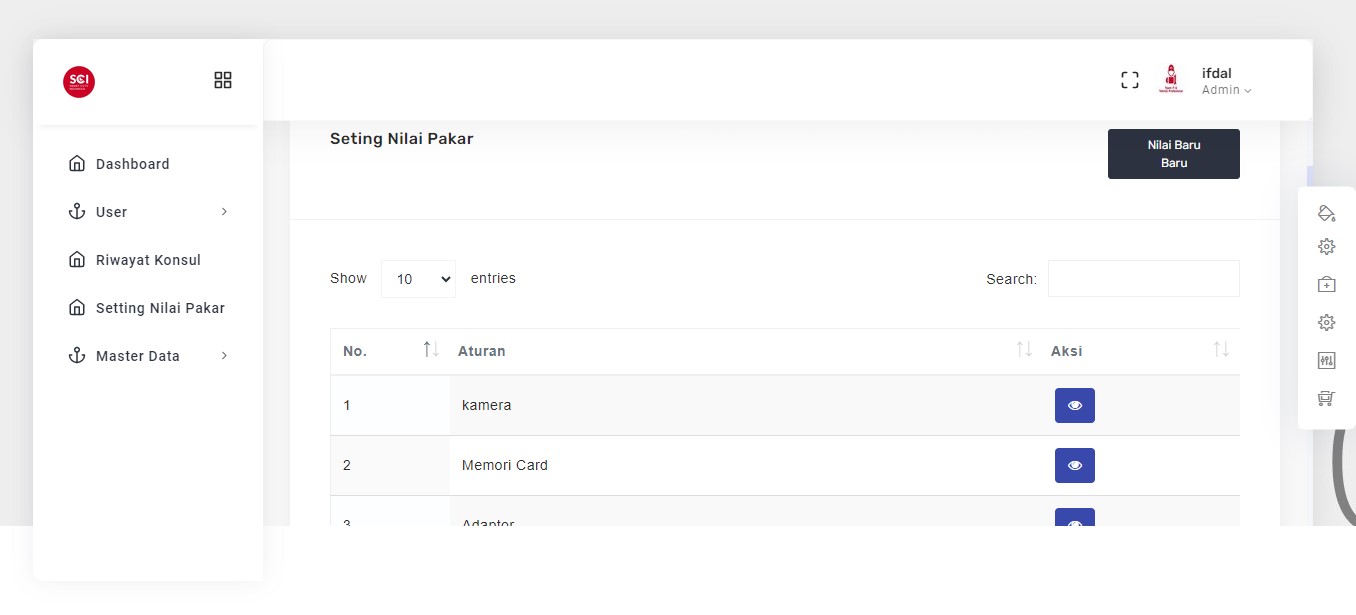 SCI
ifdal
Admin
Seting Nilai Pakar
Nilai Baru
Baru
Dashboard
User
Riwayat Konsul
Setting Nilai Pakar
Master Data
Show 10 entries
Search:
No. Aturan Aksi
1 kamera
2 Memori Card
3 Adaptor